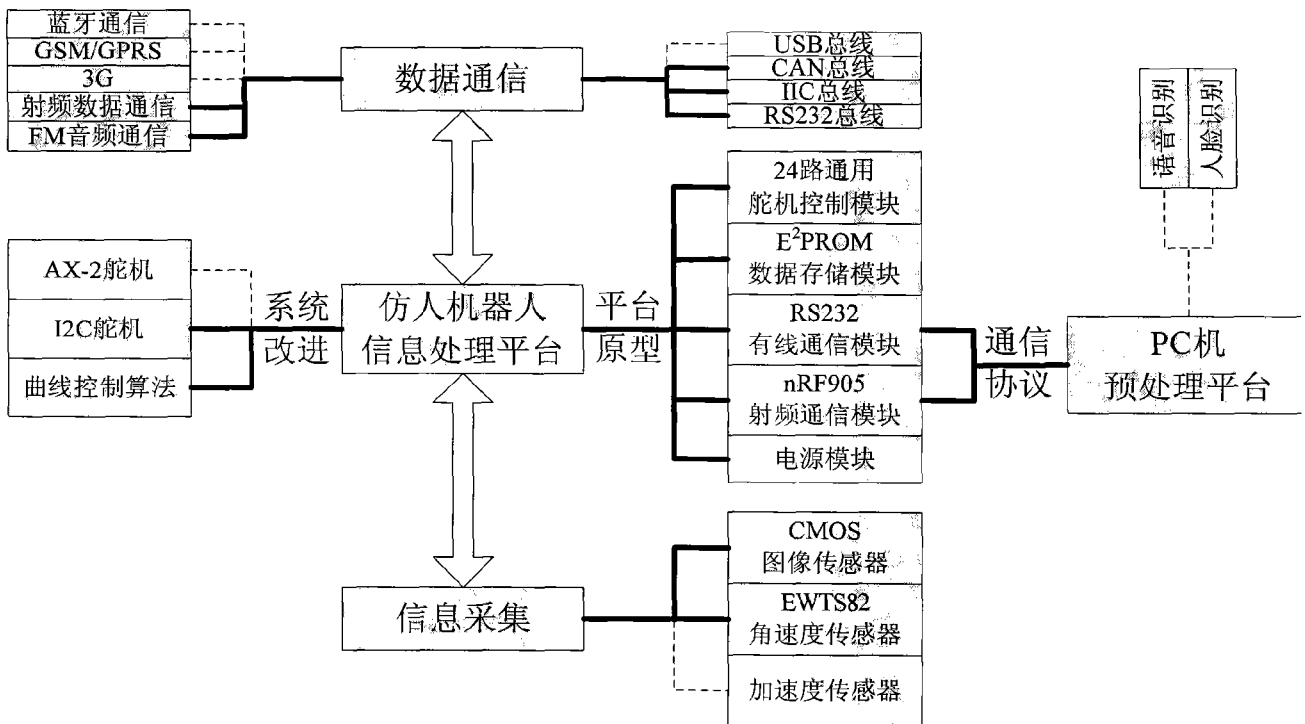 蓝牙通信
GSM/GPRS
3G
射频数据通信
FM音频通信
数据通信
USB总线
CAN总线
IIC总线
RS232总线
语音识别
人脸识别
AX-2舵机
I2C舵机
曲线控制算法
系统
改进
仿人机器人
信息处理平台
平台
原型
24路通用
舵机控制模块
E²PROM
数据存储模块
RS232
有线通信模块
nRF905
射频通信模块
电源模块
通信
协议
PC机
预处理平台
信息采集
CMOS
图像传感器
EWTS82
角速度传感器
加速度传感器